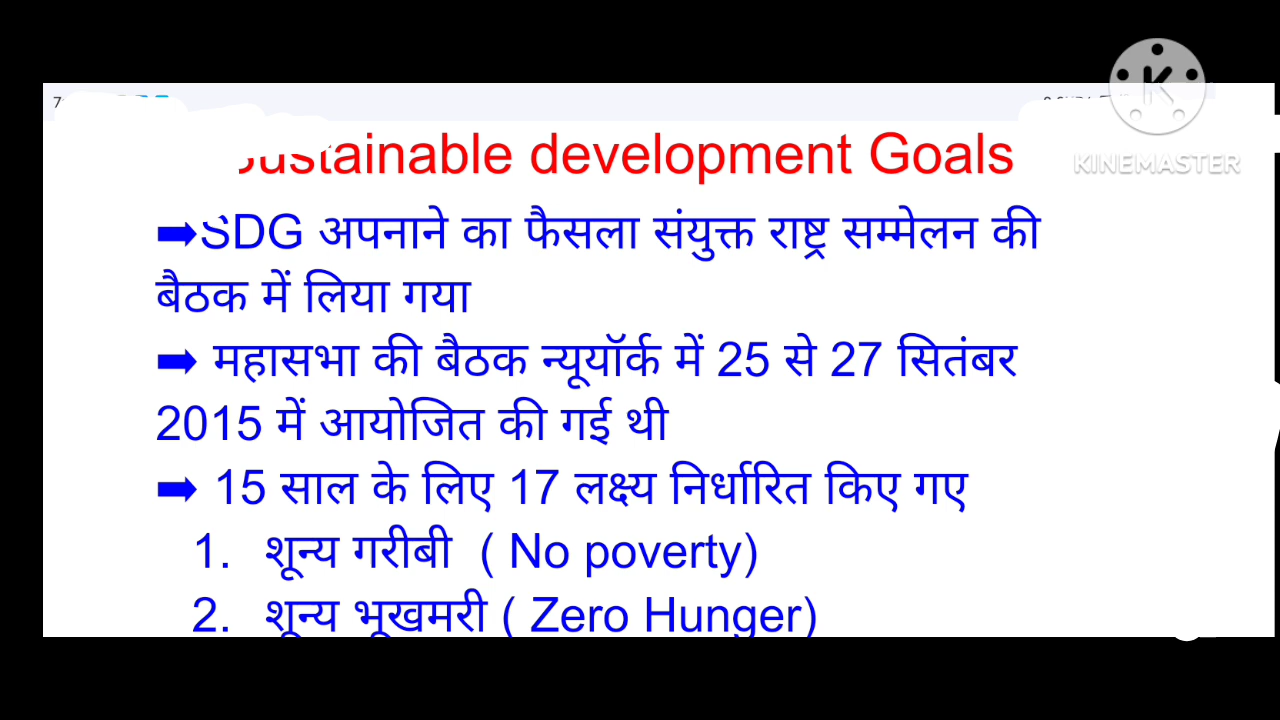 Sustainable development Goals
➡SDG अपनाने का फैसला संयुक्त राष्ट्र सम्मेलन की
बैठक में लिया गया
➡ महासभा की बैठक न्यूयॉर्क में 25 से 27 सितंबर
2015 में आयोजित की गई थी
➡ 15 साल के लिए 17 लक्ष्य निर्धारित किए गए
1. शून्य गरीबी ( No poverty)
2. शून्य भूखमरी ( Zero Hunger)
KINEMASTER